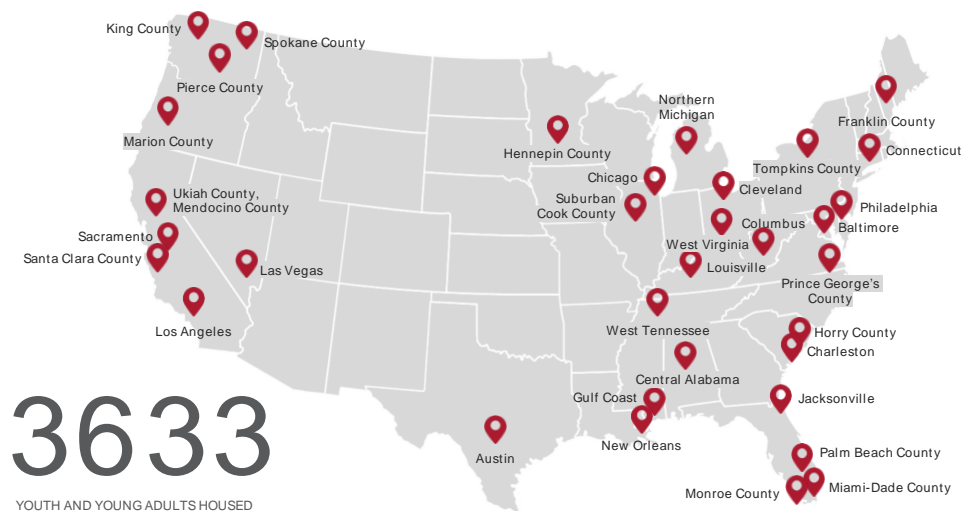 King County
Spokane County
Pierce County
Marion County
Ukiah County,
Mendocino County
Sacramento
Santa Clara County
Las Vegas
Los Angeles
Hennepin County
Northern
Michigan
Chicago
Suburban
Cook County
Cleveland
Columbus
West Virginia
Louisville
Franklin County
Connecticut
Tompkins County
Philadelphia
Baltimore
Prince George's
County
West Tennessee
Horry County
Charleston
Central Alabama
Gulf Coast
New Orleans
Jacksonville
Austin
Palm Beach County
Miami-Dade County
Monroe County
3633
YOUTH AND YOUNG ADULTS HOUSED